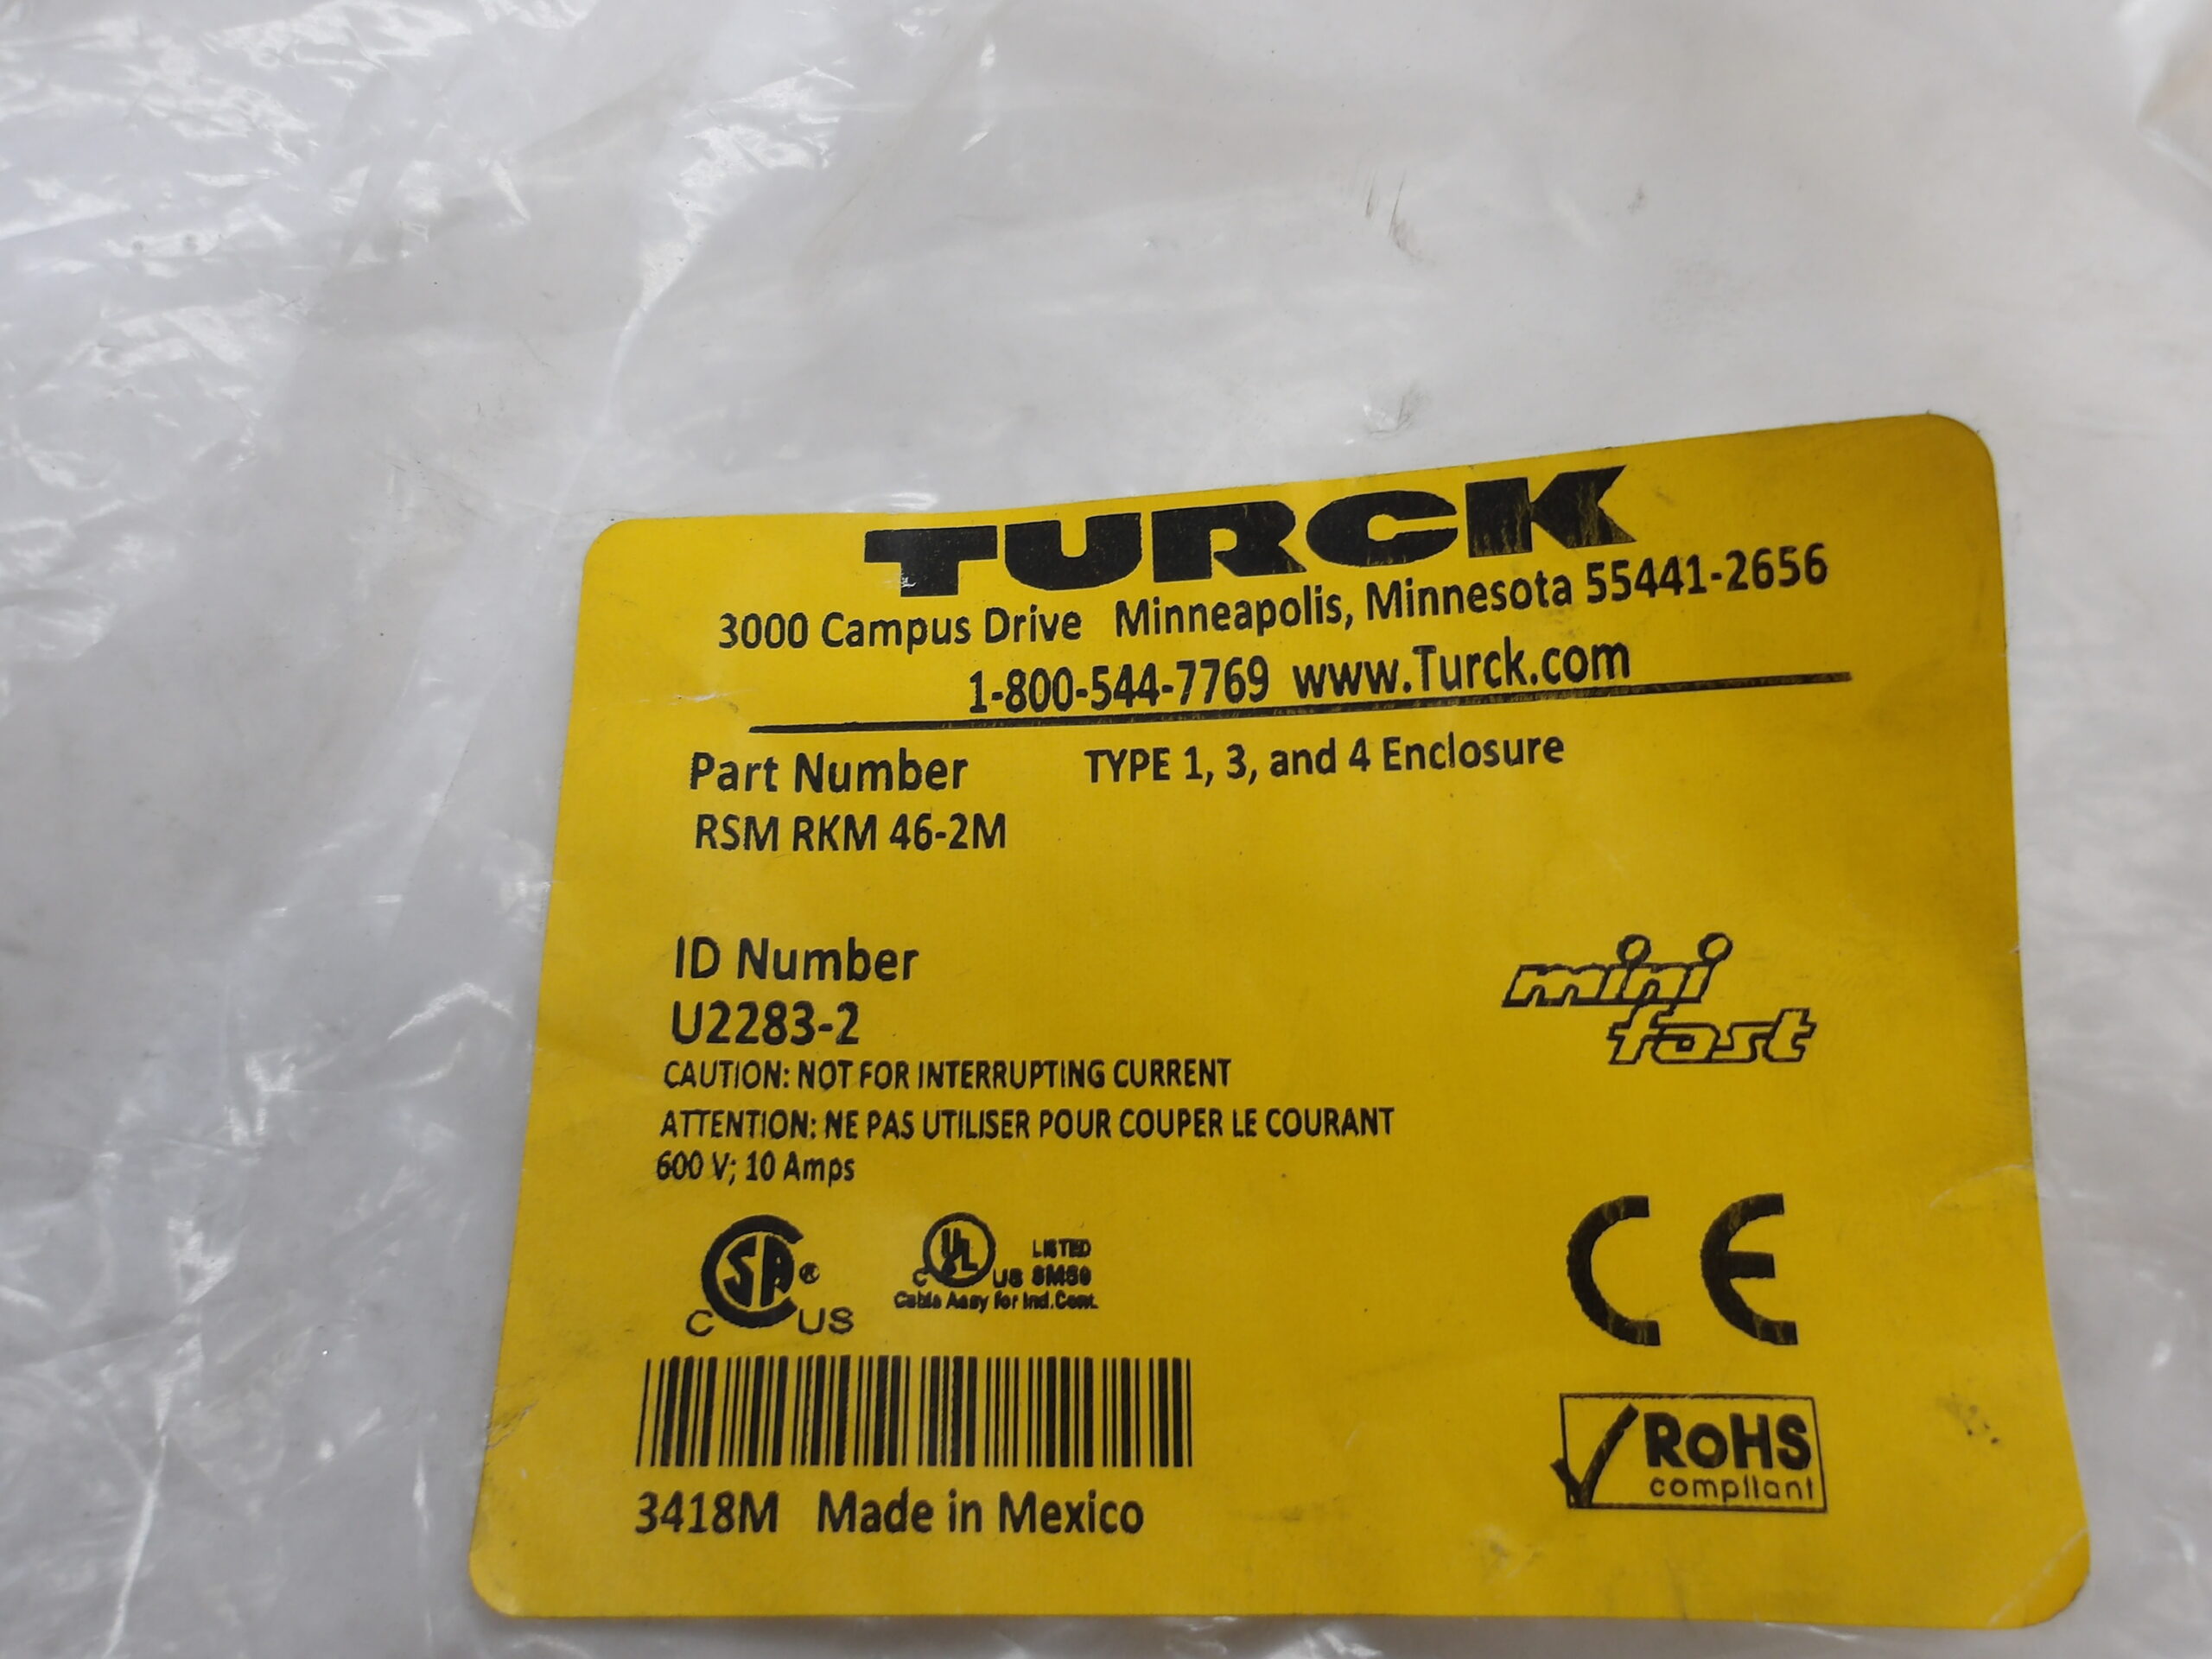 TURCK
3000 Campus Drive Minneapolis, Minnesota 55441-2656
1-800-544-7769 www.Turck.com
Part Number TYPE 1, 3, and 4 Enclosure
RSM RKM 46-2M
ID Number
U2283-2
mini
fast
CAUTION: NOT FOR INTERRUPTING CURRENT
ATTENTION: NE PAS UTILISER POUR COUPER LE COURANT
600 V; 10 Amps
CSA®
C US
C UL US LISTED
Cable Assy for Ind.Cont.
CE
RoHS
compliant
3418M Made in Mexico